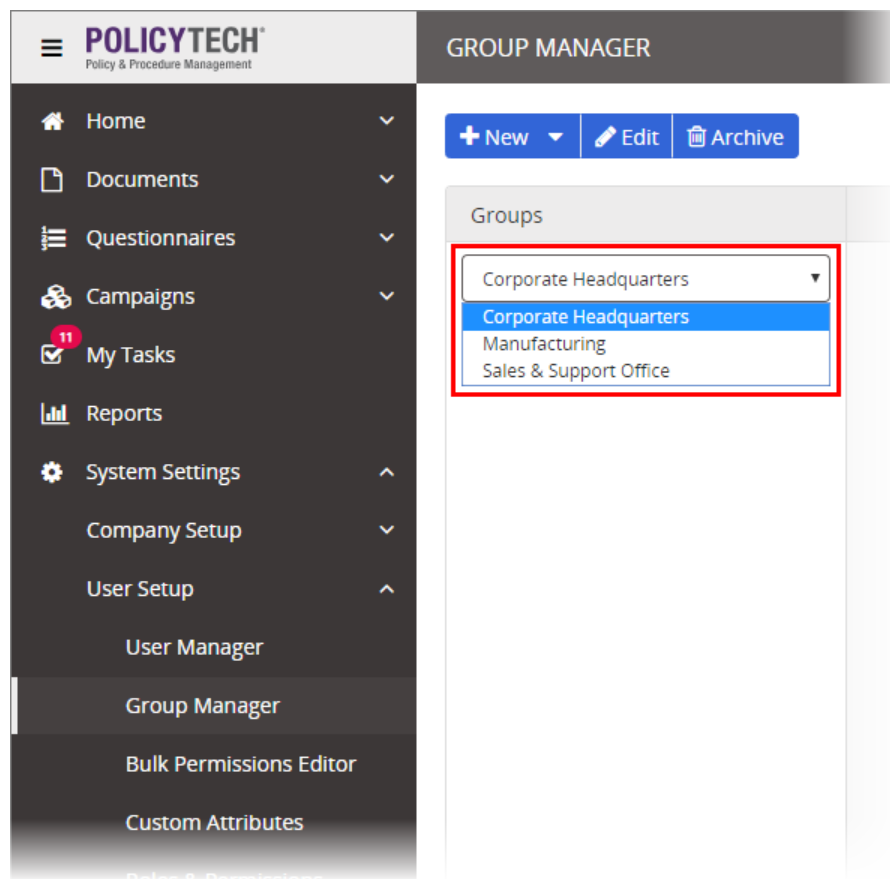 POLICYTECH®
Policy & Procedure Management
Home
Documents
Questionnaires
Campaigns
11
My Tasks
Reports
System Settings
Company Setup
User Setup
User Manager
Group Manager
Bulk Permissions Editor
Custom Attributes
Roles & Permissions
GROUP MANAGER
New
Edit
Archive
Groups
Corporate Headquarters
Corporate Headquarters
Manufacturing
Sales & Support Office